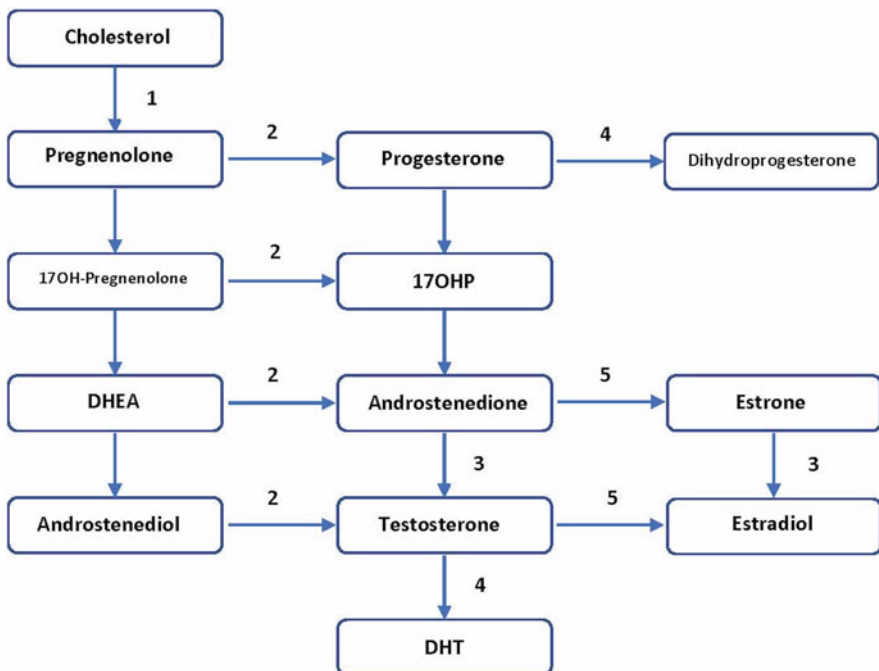 Cholesterol
1
2
4
Pregnenolone
Progesterone
Dihydroprogesterone
2
17OH-Pregnenolone
17OHP
2
5
DHEA
Androstenedione
Estrone
3
3
2
5
Androstenediol
Testosterone
Estradiol
4
DHT